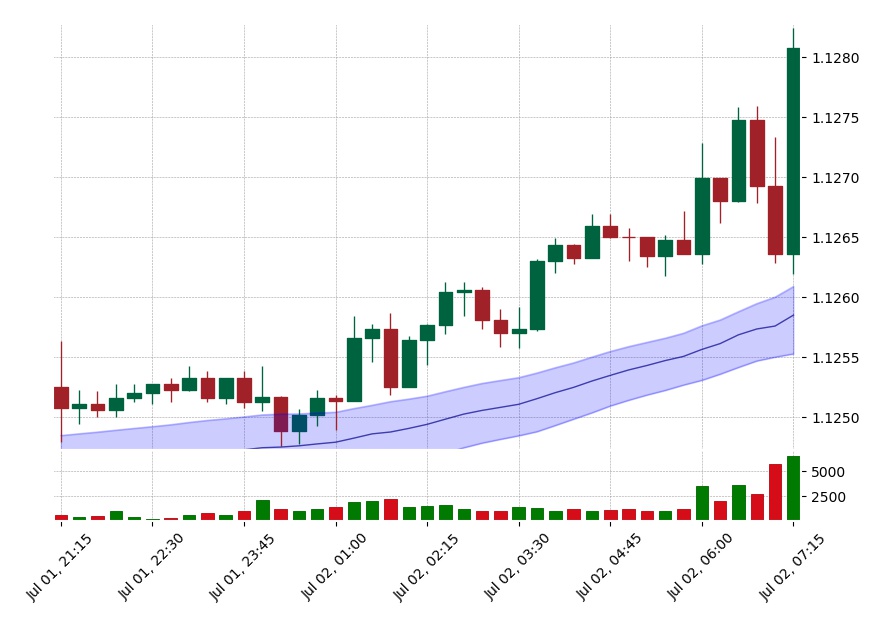 1.1280
1.1275
1.1270
1.1265
1.1260
1.1255
1.1250
5000
2500
Jul 01, 21:15
Jul 01, 22:30
Jul 01, 23:45
Jul 02, 01:00
Jul 02, 02:15
Jul 02, 03:30
Jul 02, 04:45
Jul 02, 06:00
Jul 02, 07:15